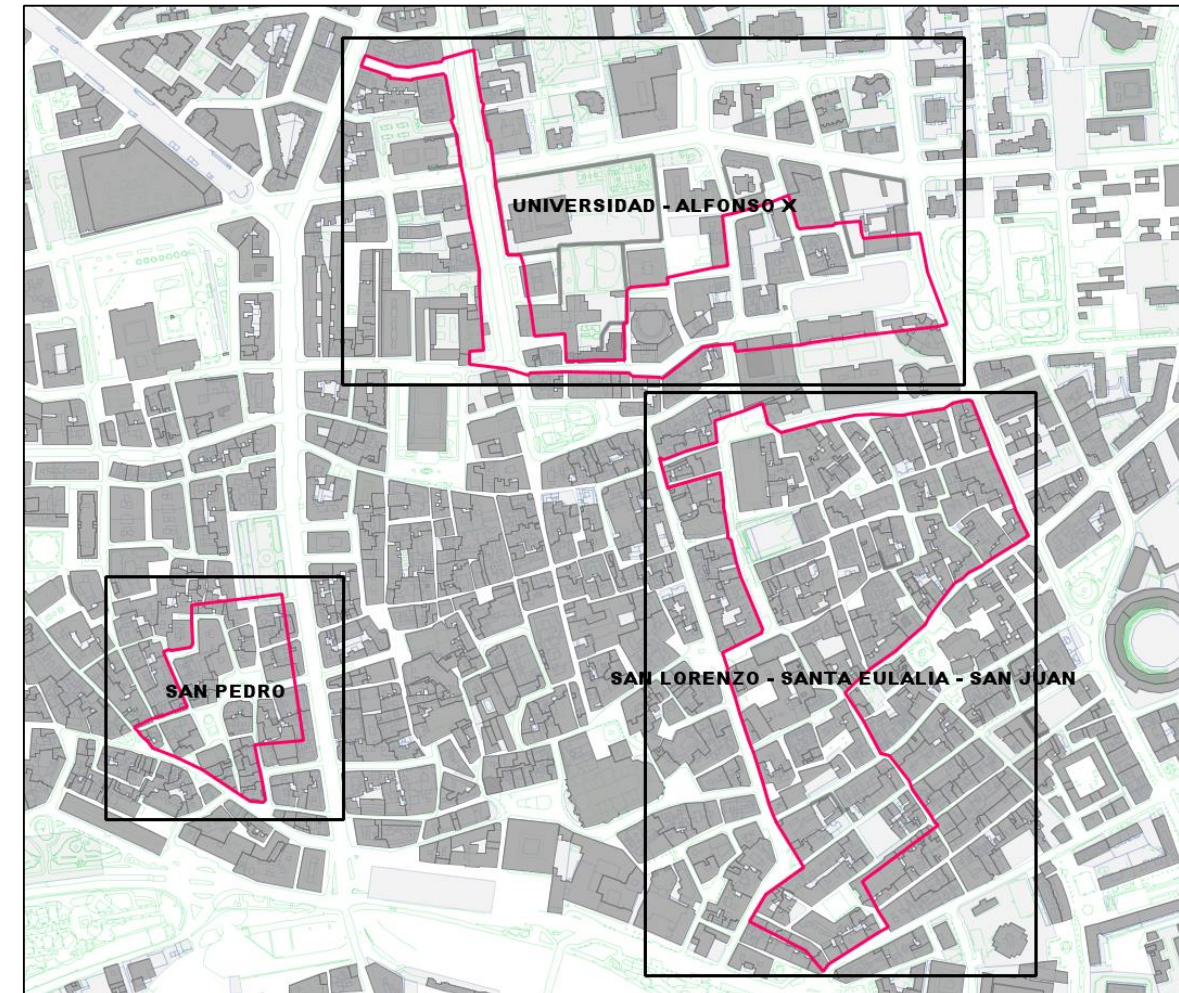 UNIVERSIDAD - ALFONSO X
SAN LORENZO - SANTA EULALIA - SAN JUAN
SAN PEDRO